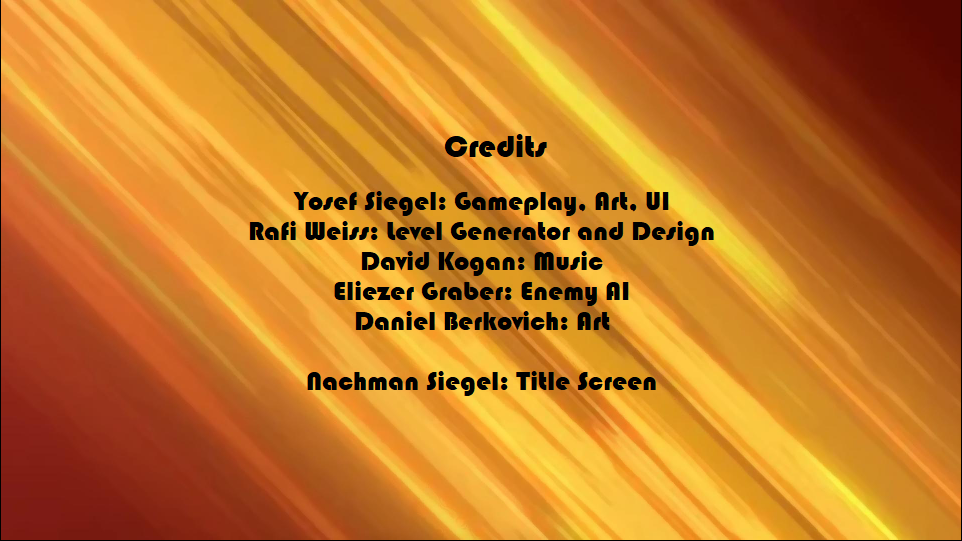 Credits
Yosef Siegel: Gameplay, Art, UI
Rafi Weiss: Level Generator and Design
David Kogan: Music
Eliezer Graber: Enemy AI
Daniel Berkovich: Art
Nachman Siegel: Title Screen